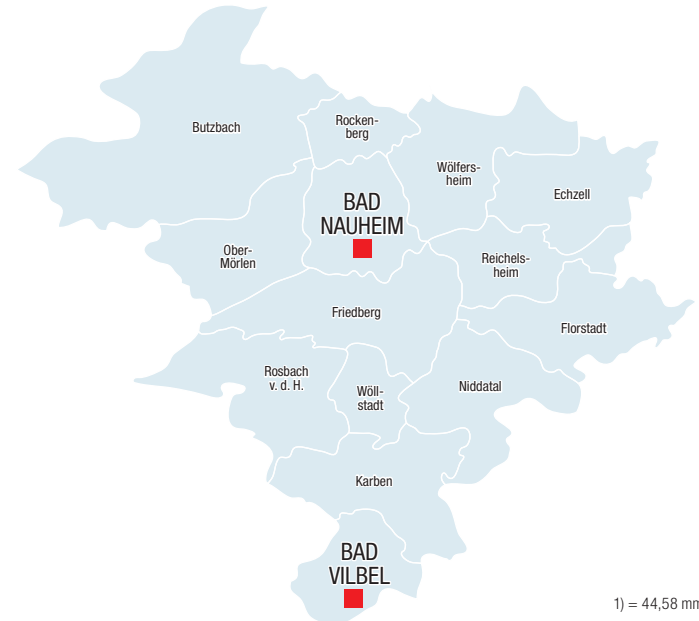 Butzbach
Rocken-
berg
Wölfers-
heim
Echzell
BAD
NAUHEIM
Ober-
Mörlen
Reichels-
heim
Friedberg
Florstadt
Rosbach
v. d. H.
Wöll-
stadt
Niddatal
Karben
BAD
VILBEL
1) = 44,58 mm